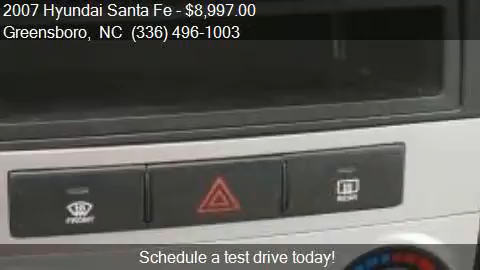 2007 Hyundai Santa Fe - $8,997.00
Greensboro,  NC  (336) 496-1003
FRONT
REAR
Schedule a test drive today!